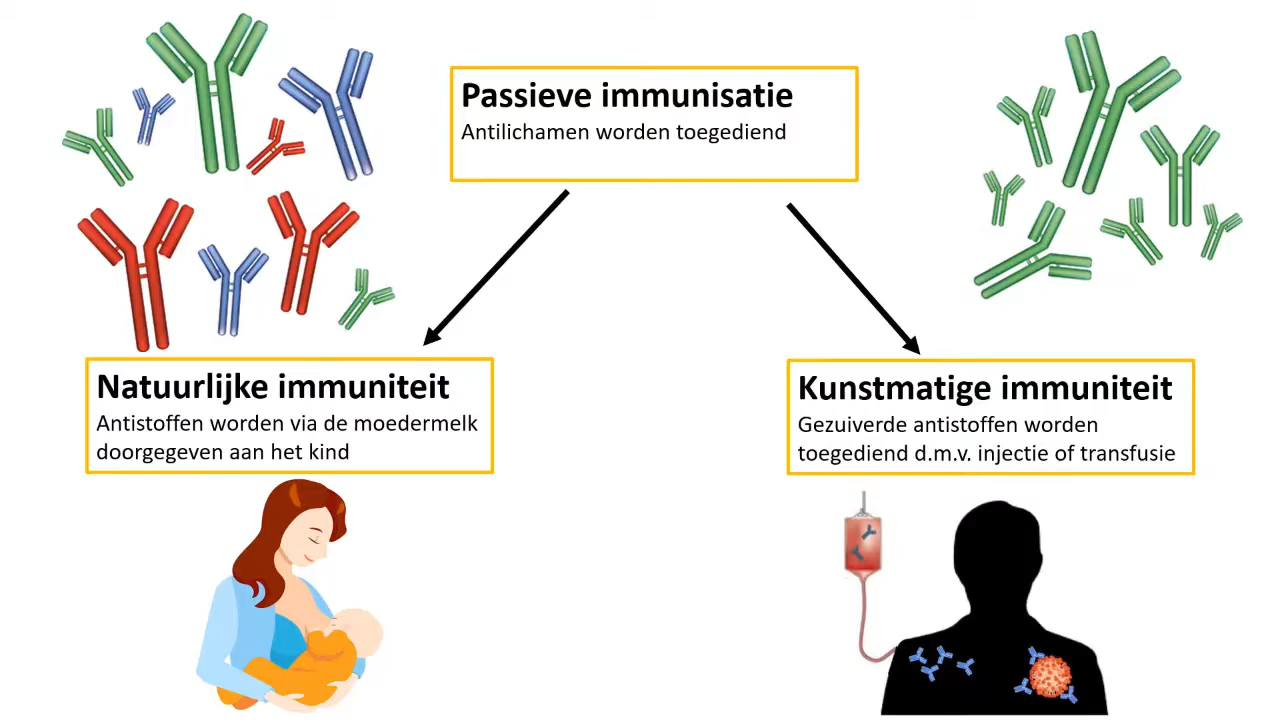 Passieve immunisatie
Antilichamen worden toegediend
Natuurlijke immuniteit
Antistoffen worden via de moedermelk
doorgegeven aan het kind
Kunstmatige immuniteit
Gezuiverde antistoffen worden
toegediend d.m.v. injectie of transfusie